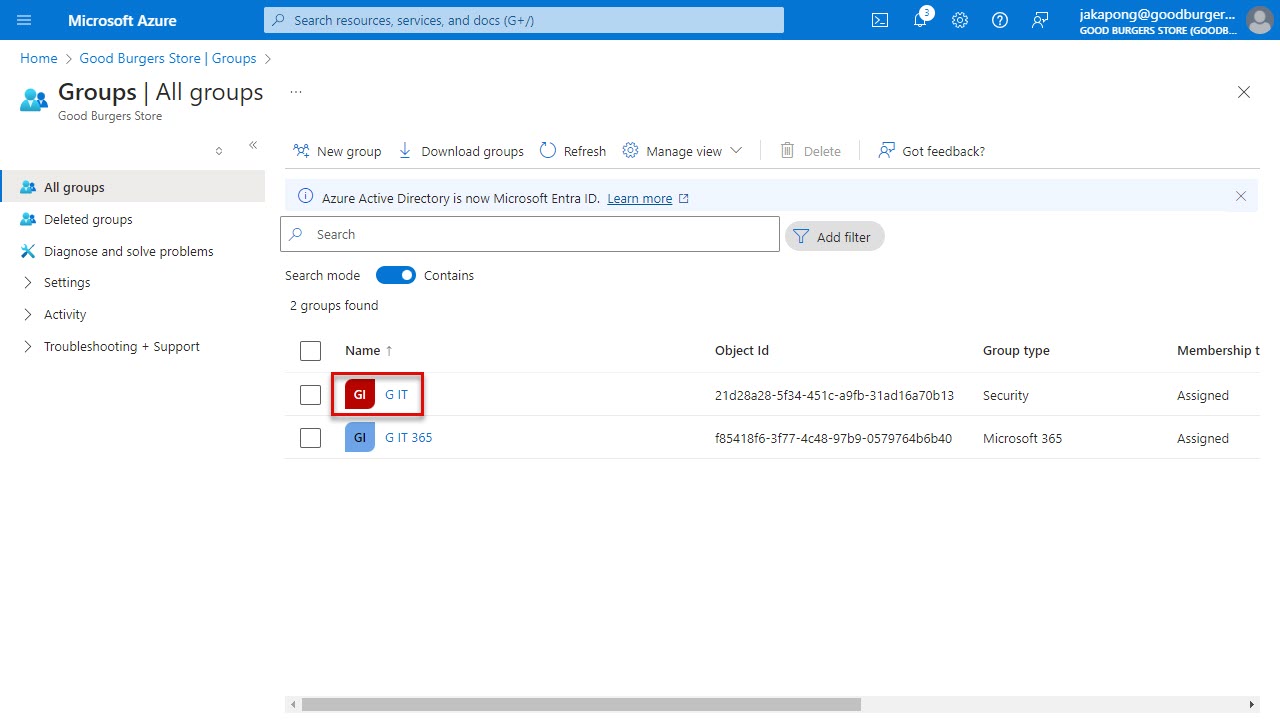 Microsoft Azure
Search resources, services, and docs (G+/)
3
jakapong@goodburger...
GOOD BURGERS STORE (GOODB...
Home > Good Burgers Store | Groups >
Groups | All groups ...
Good Burgers Store
New group
Download groups
Refresh
Manage view
Delete
Got feedback?
All groups
Deleted groups
Diagnose and solve problems
Settings
Activity
Troubleshooting + Support
Azure Active Directory is now Microsoft Entra ID. Learn more
Search
Add filter
Search mode Contains
2 groups found
Name ↑ Object Id Group type Membership t
GI G IT 21d28a28-5f34-451c-a9fb-31ad16a70b13 Security Assigned
GI G IT 365 f85418f6-3f77-4c48-97b9-0579764b6b40 Microsoft 365 Assigned